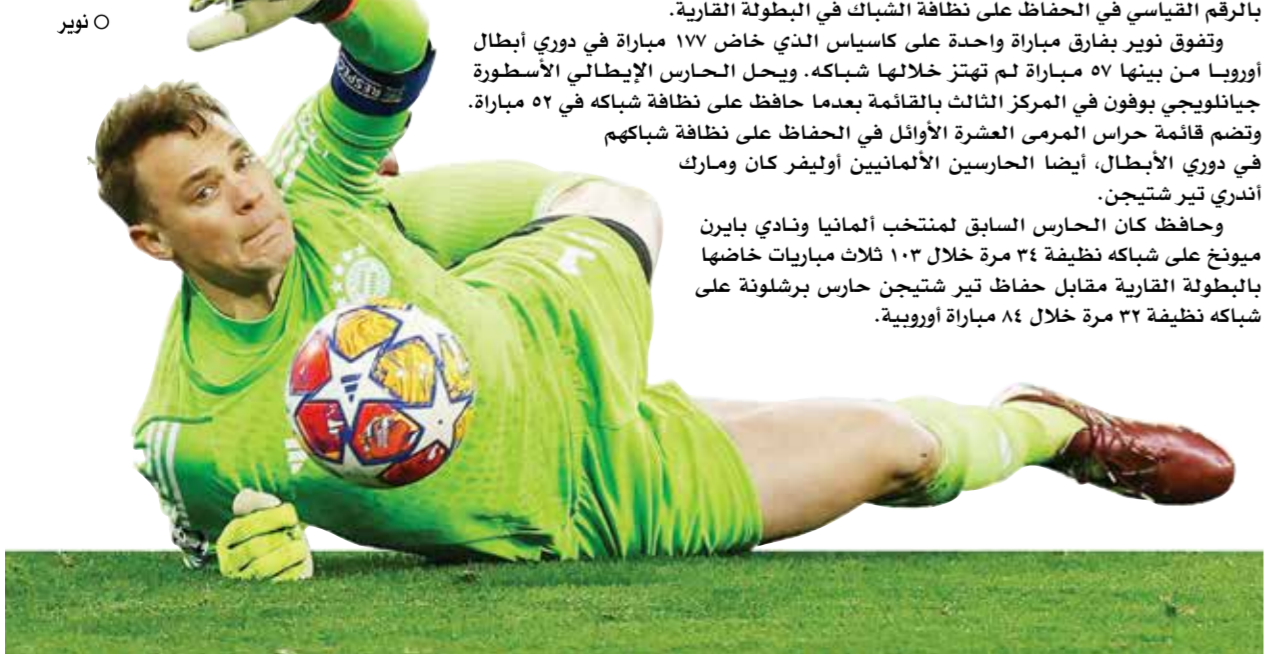 بالرقم القياسي في الحفاظ على نظافة الشباك في البطولة القارية.
وتفوق نوير بفارق مباراة واحدة على كاسياس الذي خاض ١٧٧ مباراة في دوري أبطال
أوروبا من بينها ٥٧ مباراة لم تهتز خلالها شباكه. ويحل الحارس الإيطالي الأسطورة
جيانلويجي بوفون في المركز الثالث بالقائمة بعدما حافظ على نظافة شباكه في ٥٢ مباراة.
وتضم قائمة حراس المرمى العشرة الأوائل في الحفاظ على نظافة شباكهم
في دوري الأبطال، أيضا الحارسين الألمانيين أوليفر كان ومارك
أندري تير شتيجن.
وحافظ كان الحارس السابق لمنتخب ألمانيا ونادي بايرن
ميونخ على شباكه نظيفة ٣٤ مرة خلال ١٠٣ ثلاث مباريات خاضها
بالبطولة القارية مقابل حفاظ تير شتيجن حارس برشلونة على
شباكه نظيفة ٣٢ مرة خلال ٨٤ مباراة أوروبية.
○ نوير
RESPECT